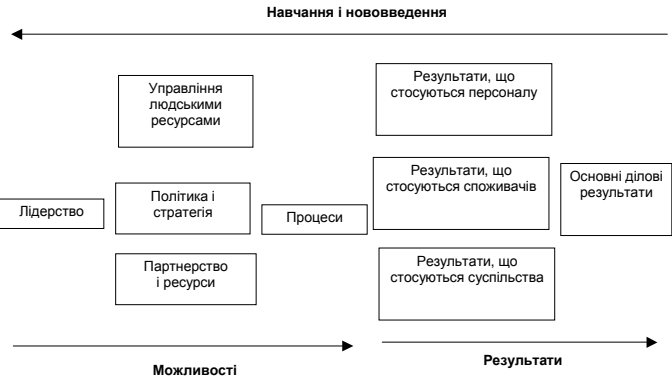 Навчання і нововведення
Управління
людськими
ресурсами
Результати, що
стосуються персоналу
Лідерство
Політика і
стратегія
Процеси
Результати, що
стосуються споживачів
Основні ділові
результати
Партнерство
і ресурси
Результати, що
стосуються суспільства
Можливості
Результати